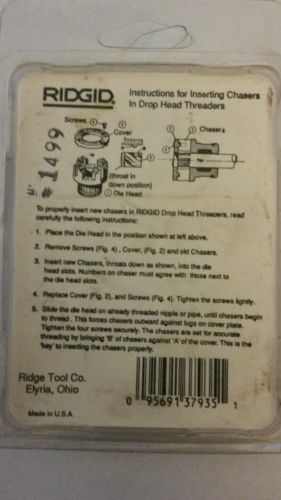 RIDGID.
Instructions for Inserting Chasers
In Drop Head Threaders
Screws
Cover
Chasers
(throat in
down position)
Die Head
# 1499
To properly insert new chasers in RIDGID Drop Head Threaders, read
carefully the following instructions:
1. Place the Die Head in the position shown at left above.
2. Remove Screws (Fig. 4) , Cover, (Fig. 2) and old Chasers.
3. Insert new Chasers, throats down as shown, into the die
head slots. Numbers on chaser must agree with those next to
the die head slots.
4. Replace Cover (Fig. 2), and Screws (Fig. 4). Tighten the screws lightly.
5. Slide the die head on already threaded nipple or pipe, until chasers begin
to thread . This forces chasers outward against lugs on cover plate.
Tighten the four screws securely. The chasers are set for accurate
threading by bringing 'B' of chasers against 'A' of the cover. This is the
'key' to inserting the chasers properly.
Ridge Tool Co.
Elyria, Ohio
Made in U.S.A.
0 95691 37935 1